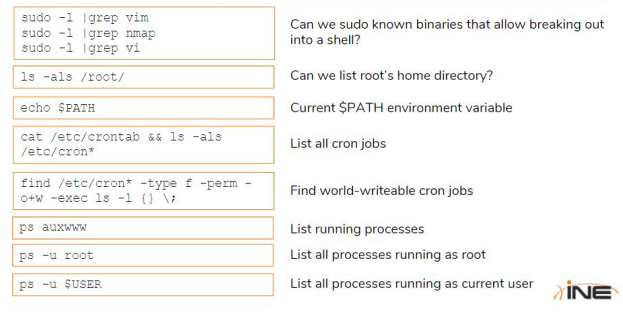 sudo -l |grep vim
sudo -l |grep nmap
sudo -l |grep vi
Can we sudo known binaries that allow breaking out
into a shell?
ls -als /root/
Can we list root's home directory?
echo $PATH
Current $PATH environment variable
cat /etc/crontab && ls -als
/etc/cron*
List all cron jobs
find /etc/cron* -type f -perm -
o+w -exec ls -l {} \;
Find world-writeable cron jobs
ps auxwww
List running processes
ps -u root
List all processes running as root
ps -u $USER
List all processes running as current user
INE